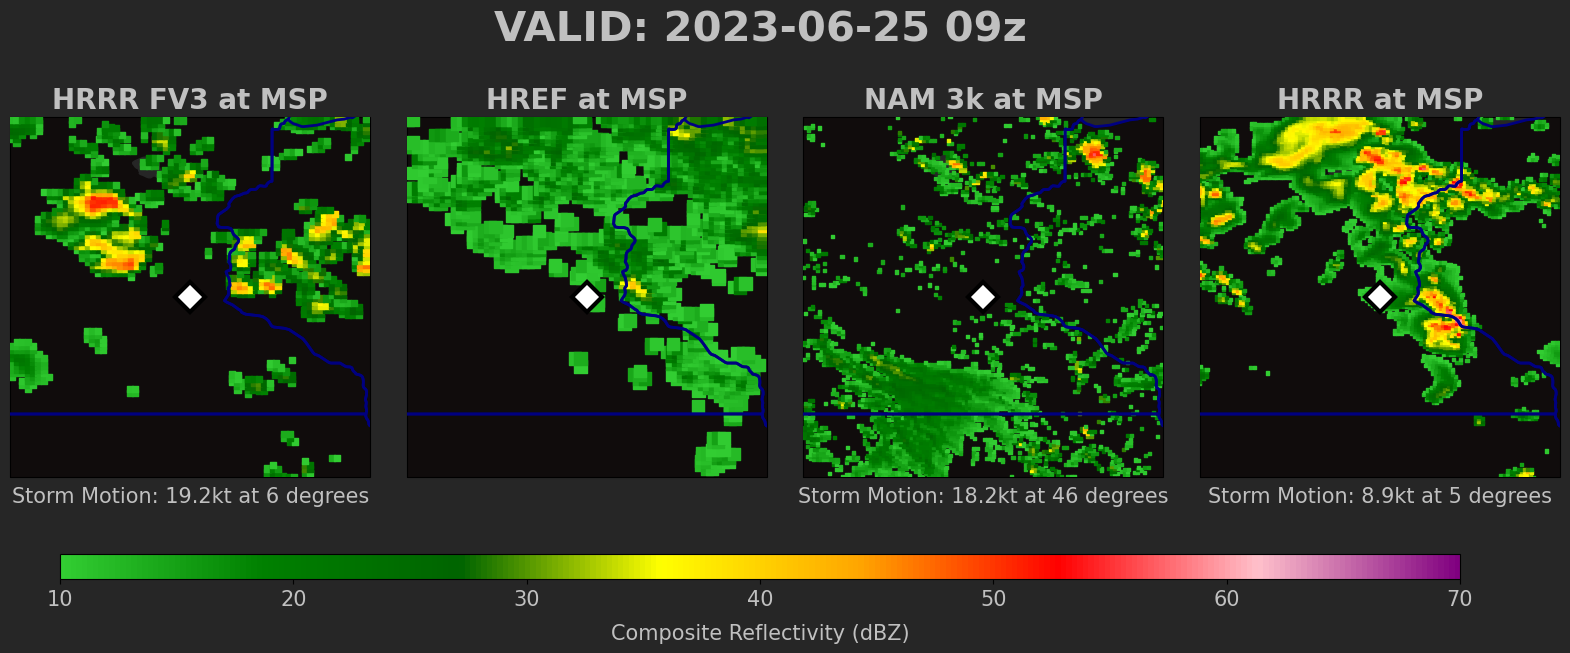 VALID: 2023-06-25 09z
HRRR FV3 at MSP
HREF at MSP
NAM 3k at MSP
HRRR at MSP
Storm Motion: 19.2kt at 6 degrees
Storm Motion: 18.2kt at 46 degrees
Storm Motion: 8.9kt at 5 degrees
10 20 30 40 50 60 70
Composite Reflectivity (dBZ)